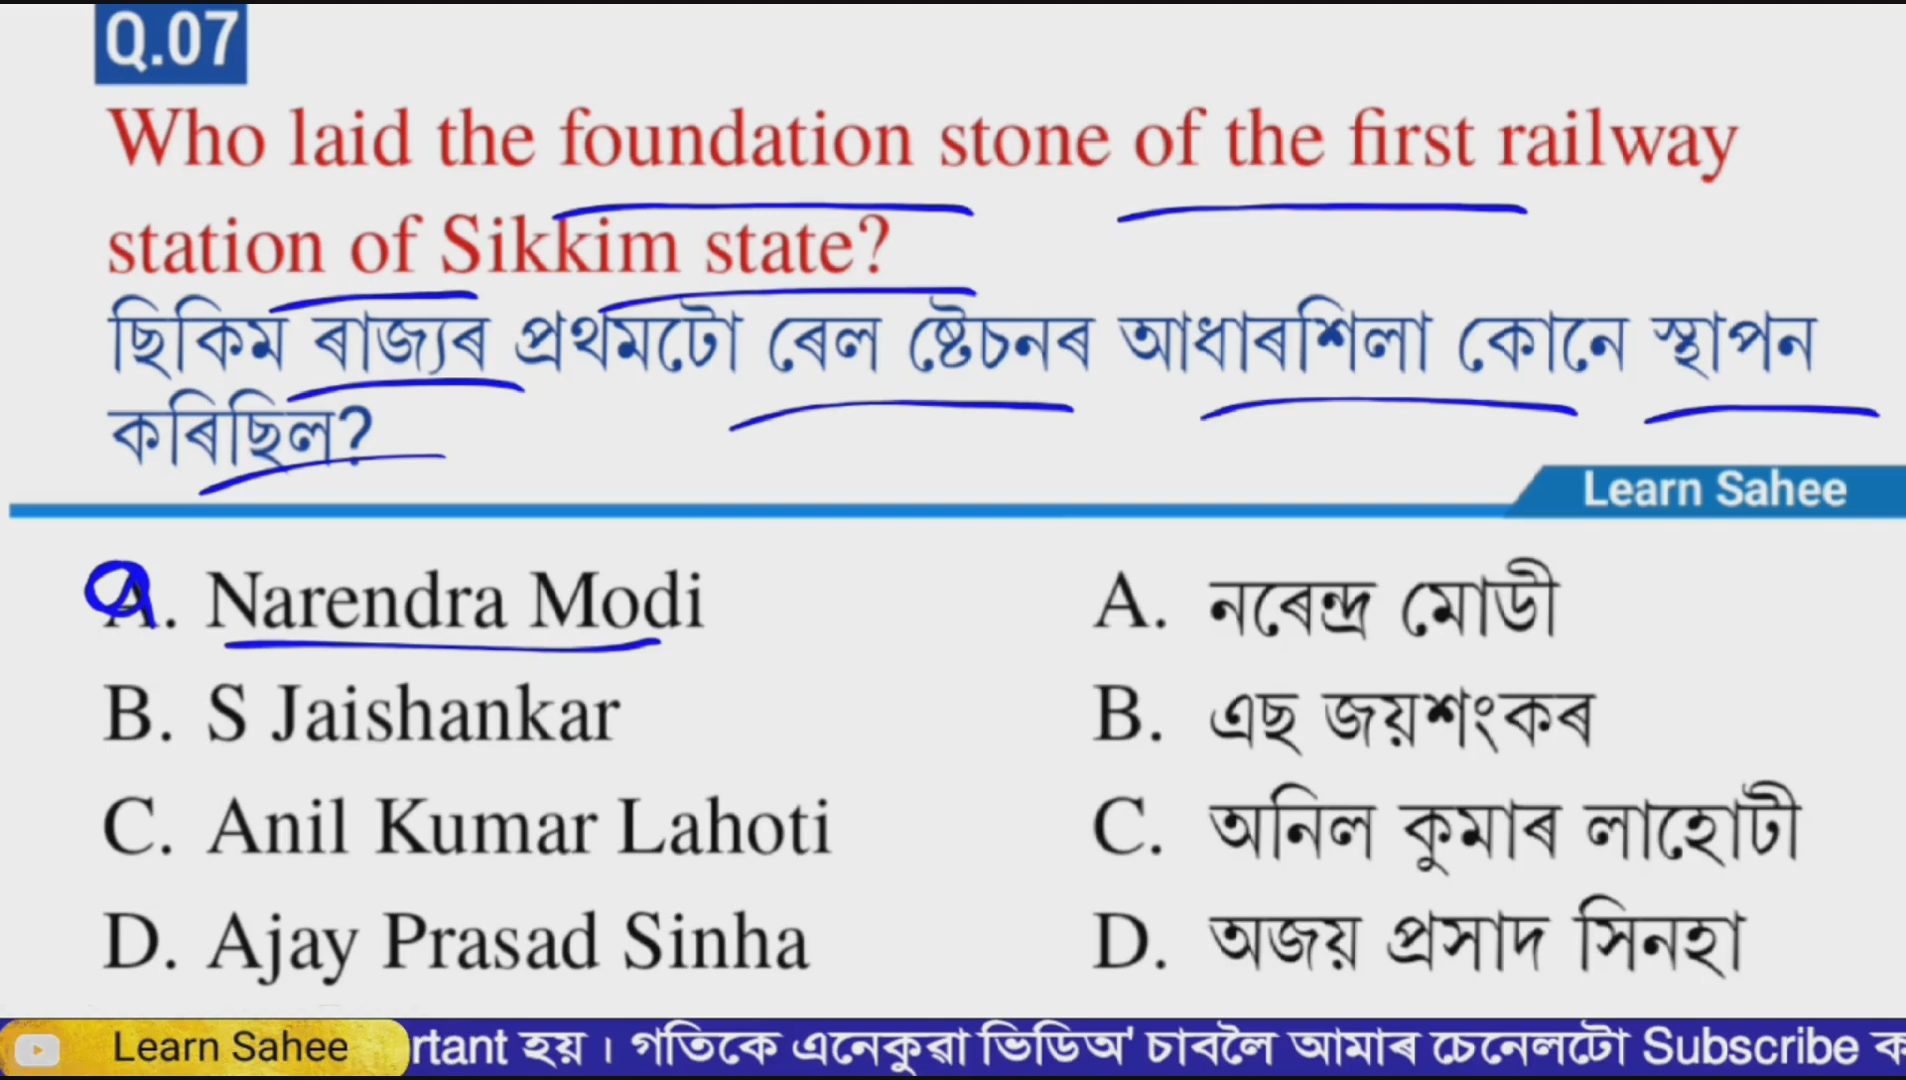 Q.07
Who laid the foundation stone of the first railway
station of Sikkim state?
ছিকিম ৰাজ্যৰ প্ৰথমটো ৰেল ষ্টেচনৰ আধাৰশিলা কোনে স্থাপন
কৰিছিল?
Learn Sahee
A. Narendra Modi
A. নৰেন্দ্ৰ মোডী
B. S Jaishankar
B. এছ জয়শংকৰ
C. Anil Kumar Lahoti
C. অনিল কুমাৰ লাহোটী
D. Ajay Prasad Sinha
D. অজয় প্ৰসাদ সিনহা
Learn Sahee rtant হয়। গতিকে এনেকুৱা ভিডিঅ' চাবলৈ আমাৰ চেনেলটো Subscribe ক